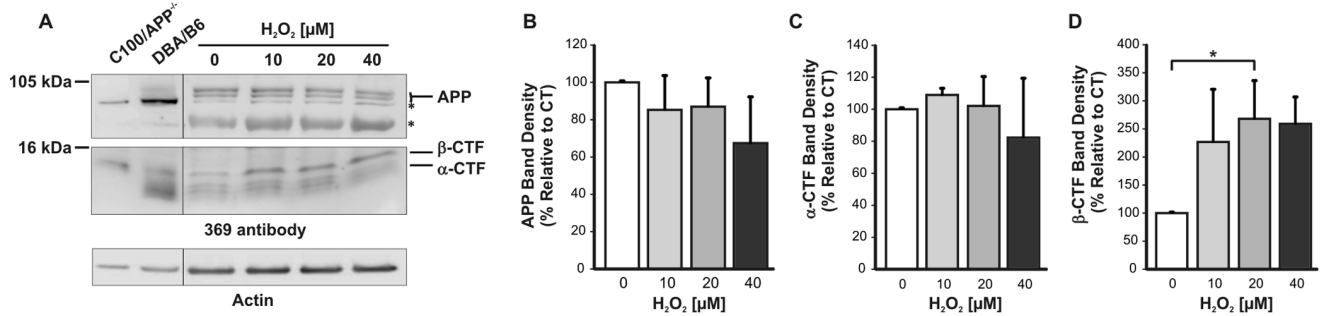 A
C100/APP⁻/⁻
DBA/B6
H₂O₂ [µM]
0 10 20 40
105 kDa
APP
*
*
16 kDa
β-CTF
α-CTF
369 antibody
Actin
B
APP Band Density
(% Relative to CT)
120
100
80
60
40
20
0
0 10 20 40
H₂O₂ [µM]
C
α-CTF Band Density
(% Relative to CT)
140
120
100
80
60
40
20
0
0 10 20 40
H₂O₂ [µM]
D
β-CTF Band Density
(% Relative to CT)
400
350
300
250
200
150
100
50
0
*
0 10 20 40
H₂O₂ [µM]